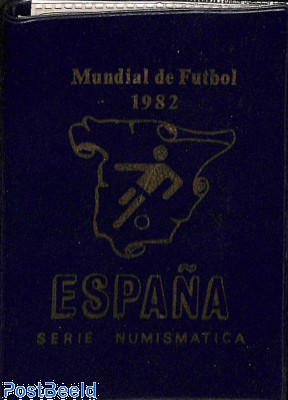 Mundial de Futbol
1982
ESPAÑA
SERIE NUMISMATICA
© PostBeeld